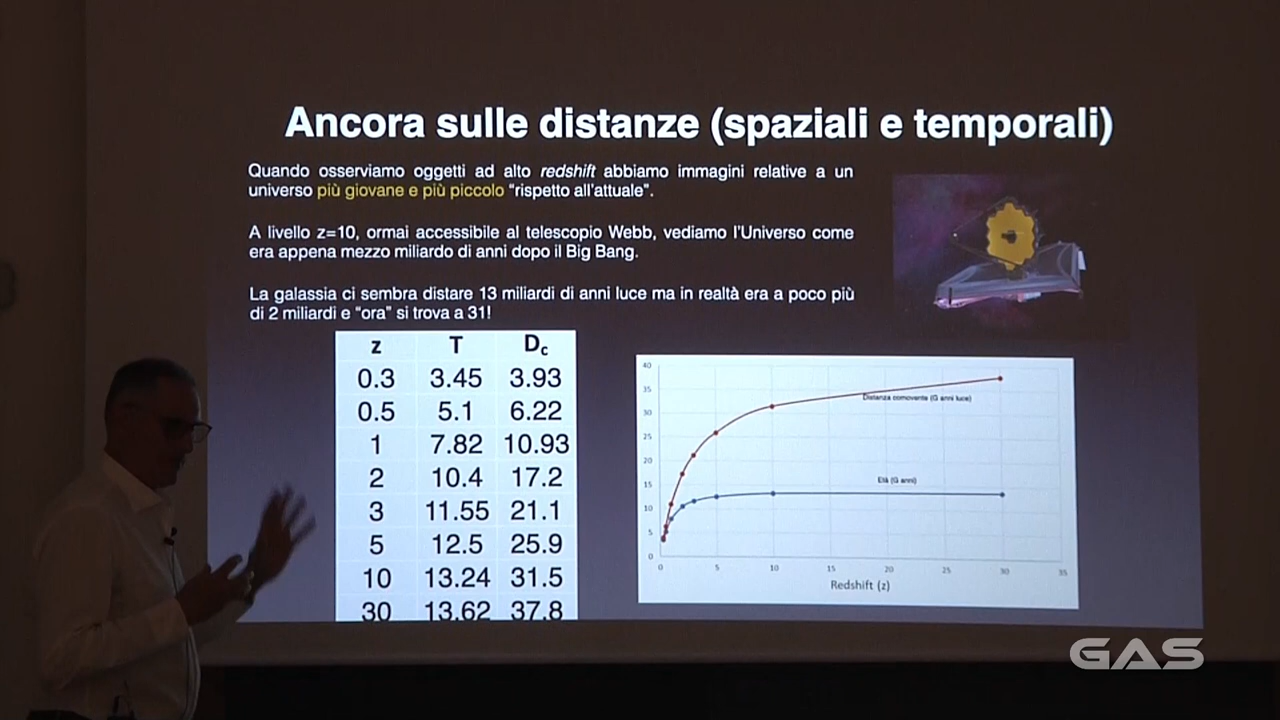 Ancora sulle distanze (spaziali e temporali)
Quando osserviamo oggetti ad alto redshift abbiamo immagini relative a un
universo più giovane e più piccolo “rispetto all’attuale”.
A livello z=10, ormai accessibile al telescopio Webb, vediamo l’Universo come
era appena mezzo miliardo di anni dopo il Big Bang.
La galassia ci sembra distare 13 miliardi di anni luce ma in realtà era a poco più
di 2 miliardi e “ora” si trova a 31!
z T Dc
0.3 3.45 3.93
0.5 5.1 6.22
1 7.82 10.93
2 10.4 17.2
3 11.55 21.1
5 12.5 25.9
10 13.24 31.5
30 13.62 37.8
40
35
30
25
20
15
10
5
0
Distanza comovente (G anni luce)
Età (G anni)
0 5 10 15 20 25 30 35
Redshift (z)
GAS